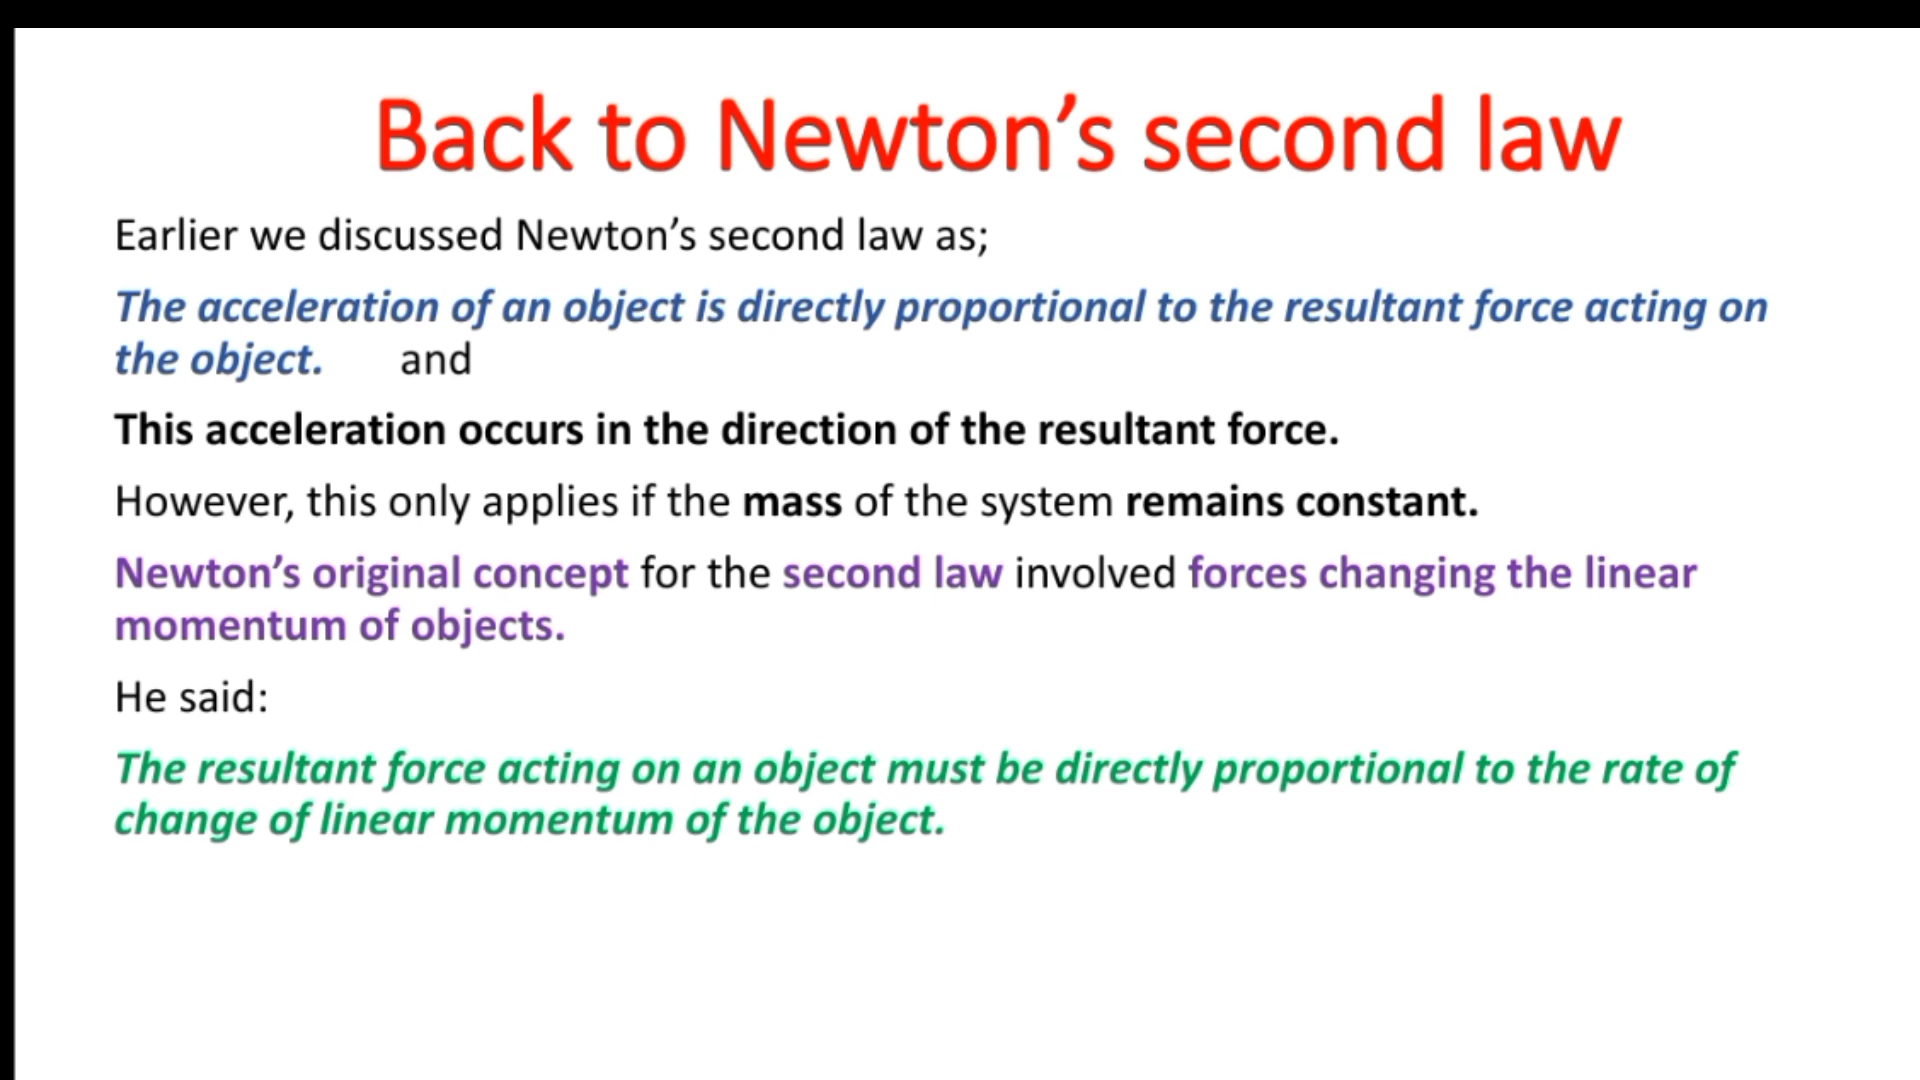 Back to Newton’s second law
Earlier we discussed Newton’s second law as;
The acceleration of an object is directly proportional to the resultant force acting on
the object. and
This acceleration occurs in the direction of the resultant force.
However, this only applies if the mass of the system remains constant.
Newton’s original concept for the second law involved forces changing the linear
momentum of objects.
He said:
The resultant force acting on an object must be directly proportional to the rate of
change of linear momentum of the object.